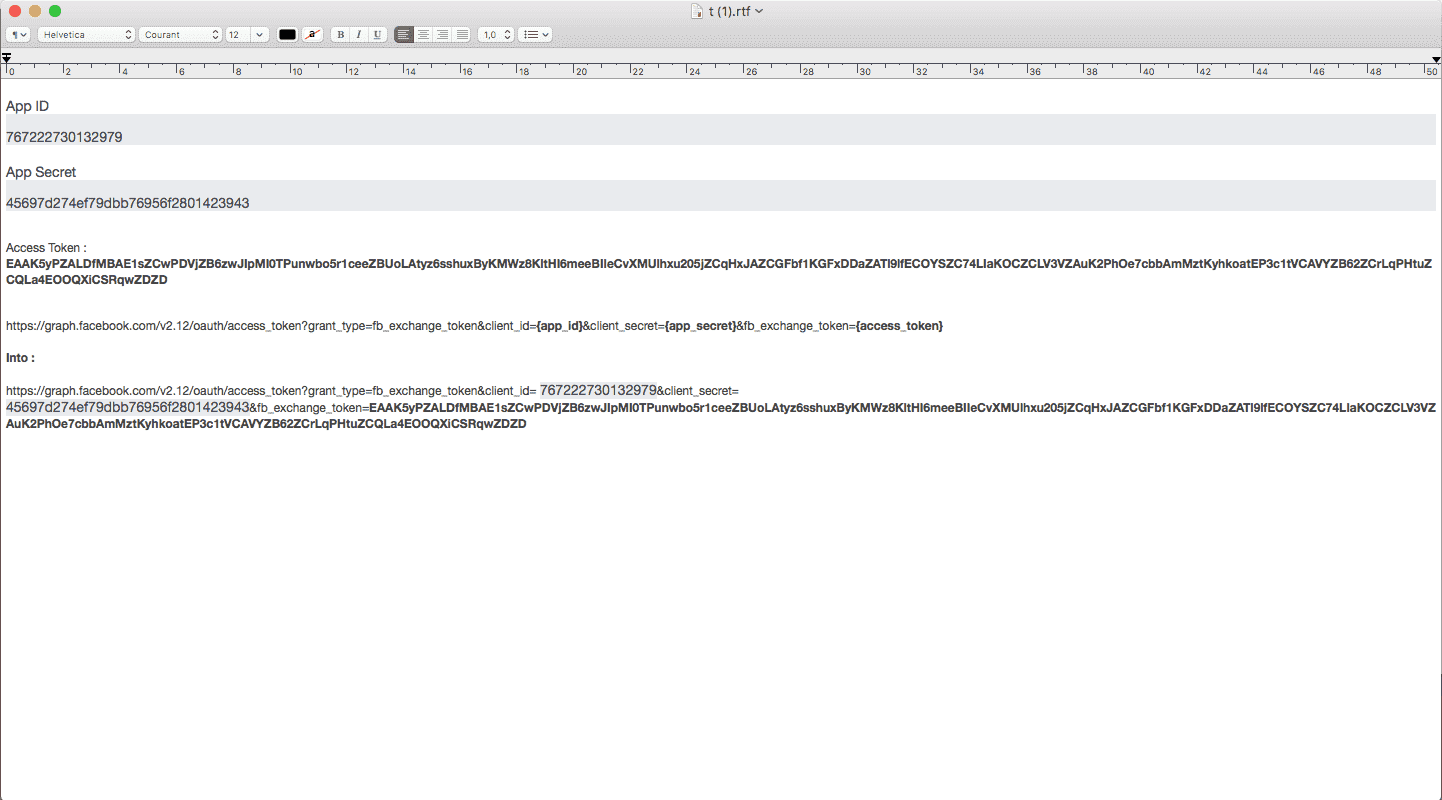 t (1).rtf
¶ Helvetica Courant 12 a B I U 1,0
0 2 4 6 8 10 12 14 16 18 20 22 24 26 28 30 32 34 36 38 40 42 44 46 48 50
App ID
767222730132979
App Secret
45697d274ef79dbb76956f2801423943
Access Token :
CQLa4EOOQXiCSRqwZDZD
https://graph.facebook.com/v2.12/oauth/access_token?grant_type=fb_exchange_token&client_id={app_id}&client_secret={app_secret}&fb_exchange_token={access_token}
Into :
https://graph.facebook.com/v2.12/oauth/access_token?grant_type=fb_exchange_token&client_id= 767222730132979&client_secret=
45697d274ef79dbb76956f2801423943&fb_exchange_token=
AuK2PhOe7cbbAmMztKyhkoatEP3c1tVCAVYZB62ZCrLqPHtuZCQLa4EOOQXiCSRqwZDZD